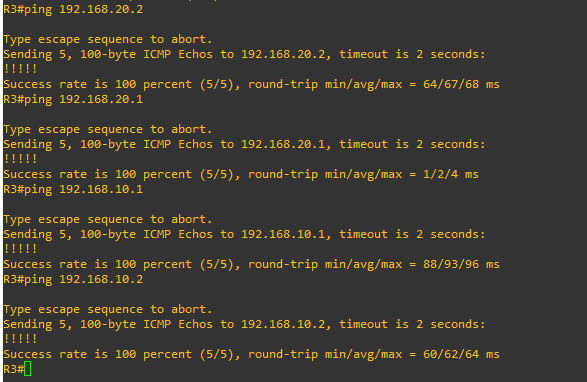 R3#ping 192.168.20.2
Type escape sequence to abort.
Sending 5, 100-byte ICMP Echos to 192.168.20.2, timeout is 2 seconds:
!!!!!
Success rate is 100 percent (5/5), round-trip min/avg/max = 64/67/68 ms
R3#ping 192.168.20.1
Type escape sequence to abort.
Sending 5, 100-byte ICMP Echos to 192.168.20.1, timeout is 2 seconds:
!!!!!
Success rate is 100 percent (5/5), round-trip min/avg/max = 1/2/4 ms
R3#ping 192.168.10.1
Type escape sequence to abort.
Sending 5, 100-byte ICMP Echos to 192.168.10.1, timeout is 2 seconds:
!!!!!
Success rate is 100 percent (5/5), round-trip min/avg/max = 88/93/96 ms
R3#ping 192.168.10.2
Type escape sequence to abort.
Sending 5, 100-byte ICMP Echos to 192.168.10.2, timeout is 2 seconds:
!!!!!
Success rate is 100 percent (5/5), round-trip min/avg/max = 60/62/64 ms
R3#